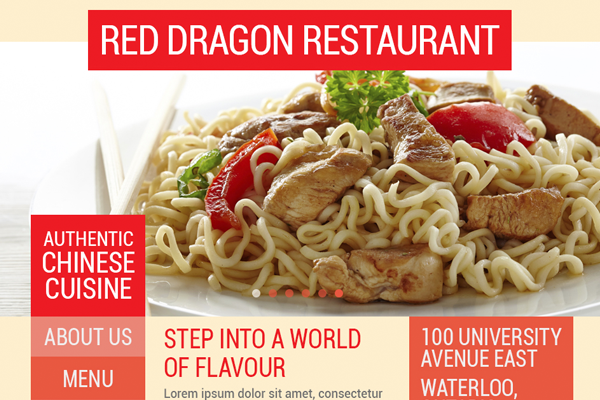 RED DRAGON RESTAURANT
AUTHENTIC
CHINESE
CUISINE
ABOUT US
MENU
STEP INTO A WORLD
OF FLAVOUR
Lorem ipsum dolor sit amet, consectetur
100 UNIVERSITY
AVENUE EAST
WATERLOO,